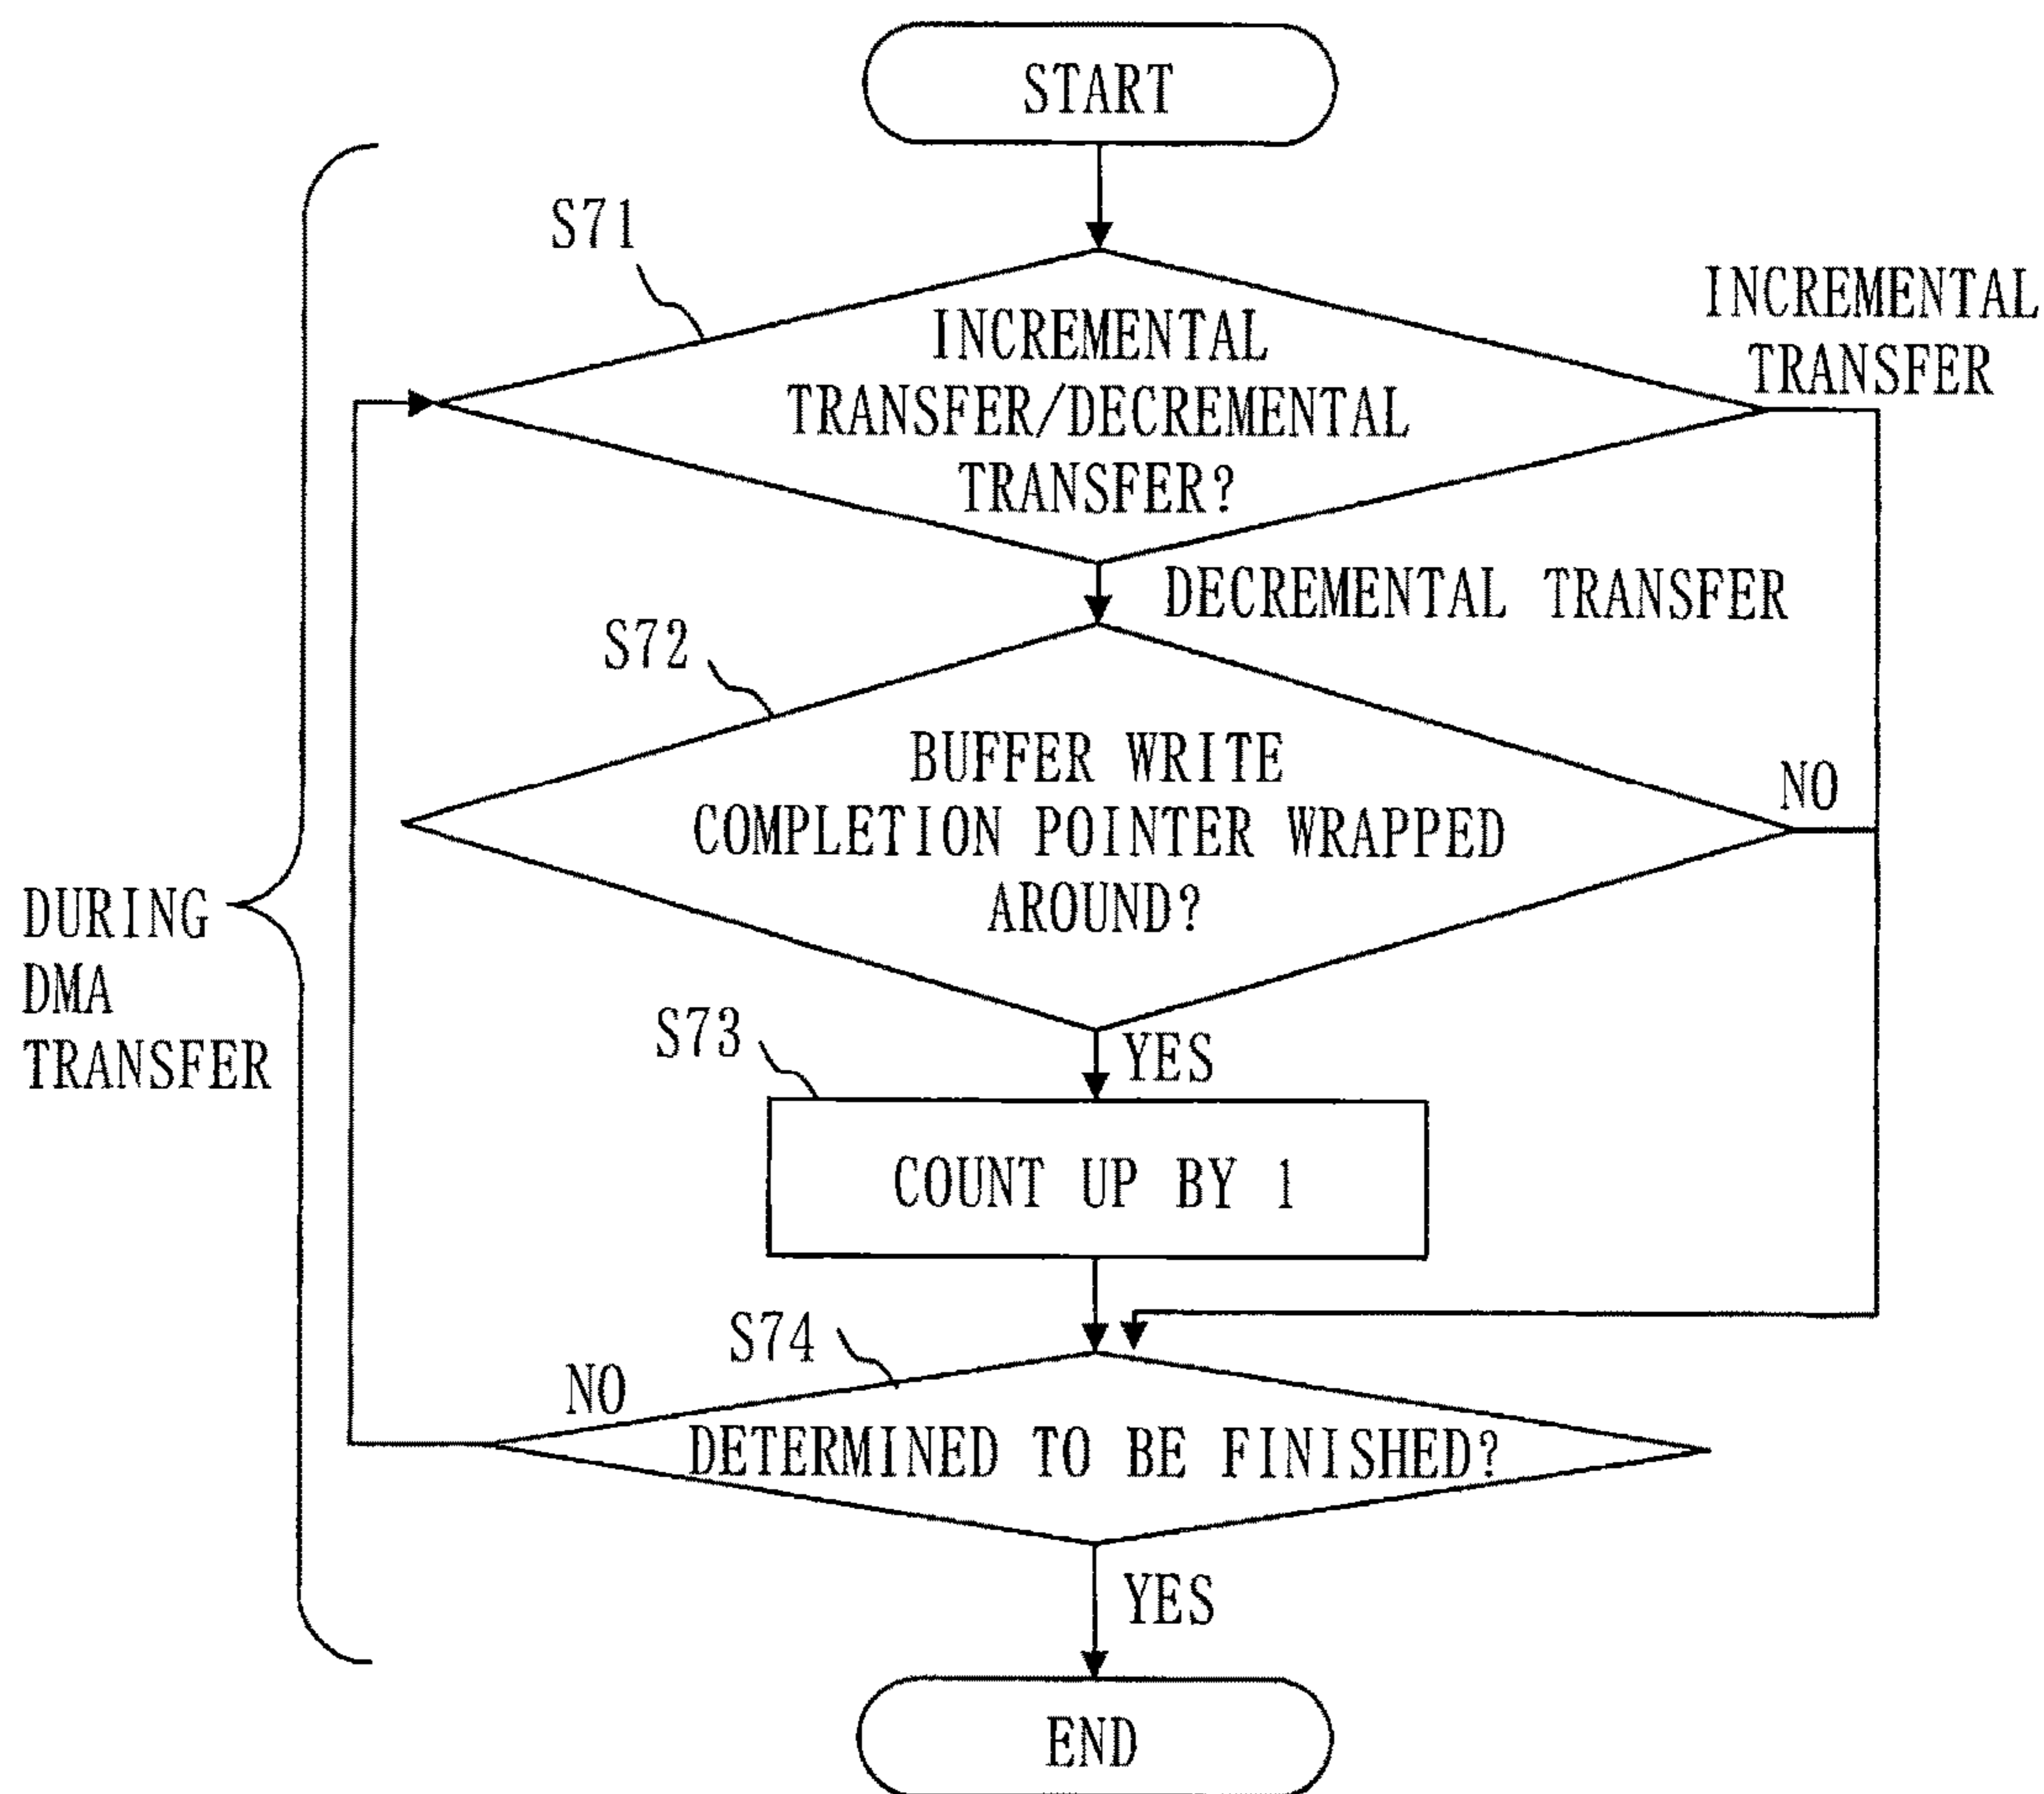 START
S71
INCREMENTAL
TRANSFER/DECREMENTAL
TRANSFER?
INCREMENTAL
TRANSFER
DECREMENTAL TRANSFER
S72
BUFFER WRITE
COMPLETION POINTER WRAPPED
AROUND?
NO
DURING
DMA
TRANSFER
YES
S73
COUNT UP BY 1
S74
NO
DETERMINED TO BE FINISHED?
YES
END